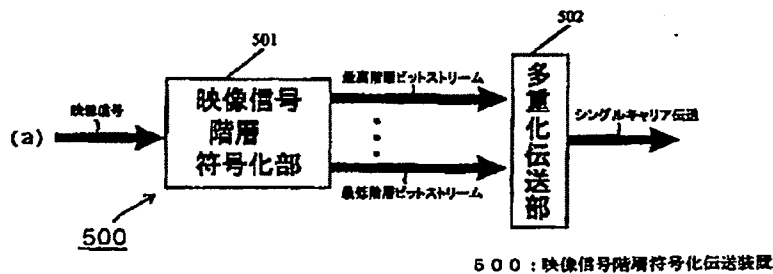 501
502
最高階層ビットストリーム
映像信号
(a)
映像信号
階層
符号化部
多重化伝送部
シングルキャリア伝送
最低階層ビットストリーム
500
500：映像信号階層符号化伝送装置